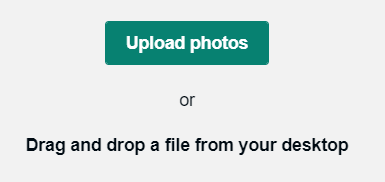 Upload photos
or
Drag and drop a file from your desktop